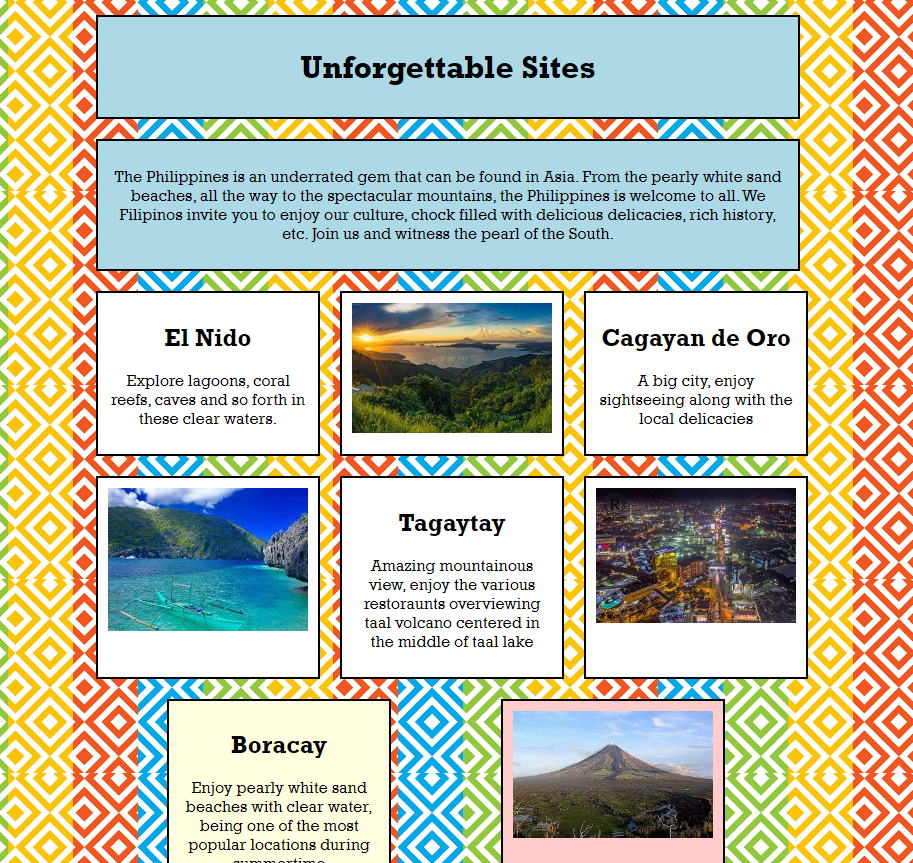 Unforgettable Sites
The Philippines is an underrated gem that can be found in Asia. From the pearly white sand
beaches, all the way to the spectacular mountains, the Philippines is welcome to all. We
Filipinos invite you to enjoy our culture, chock filled with delicious delicacies, rich history,
etc. Join us and witness the pearl of the South.
El Nido
Explore lagoons, coral
reefs, caves and so forth in
these clear waters.
Cagayan de Oro
A big city, enjoy
sightseeing along with the
local delicacies
Tagaytay
Amazing mountainous
view, enjoy the various
restoraunts overviewing
taal volcano centered in
the middle of taal lake
R
Boracay
Enjoy pearly white sand
beaches with clear water,
being one of the most
popular locations during
summertime